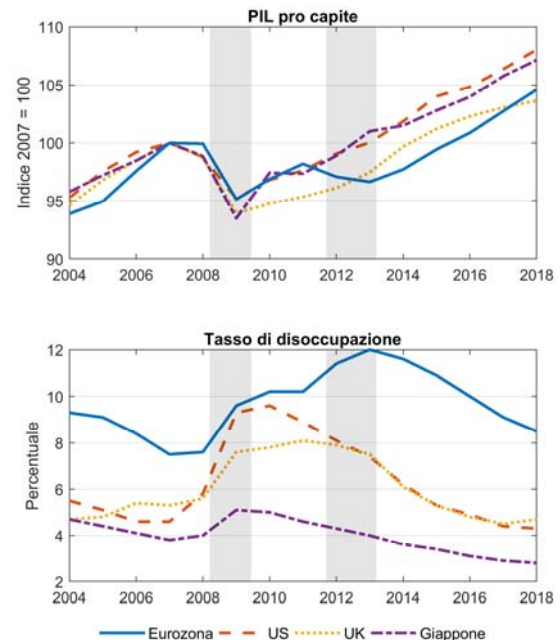 PIL pro capite
110
105
100
95
90
Indice 2007 = 100
2004 2006 2008 2010 2012 2014 2016 2018
Tasso di disoccupazione
12
10
8
6
4
2
Percentuale
2004 2006 2008 2010 2012 2014 2016 2018
Eurozona US UK Giappone